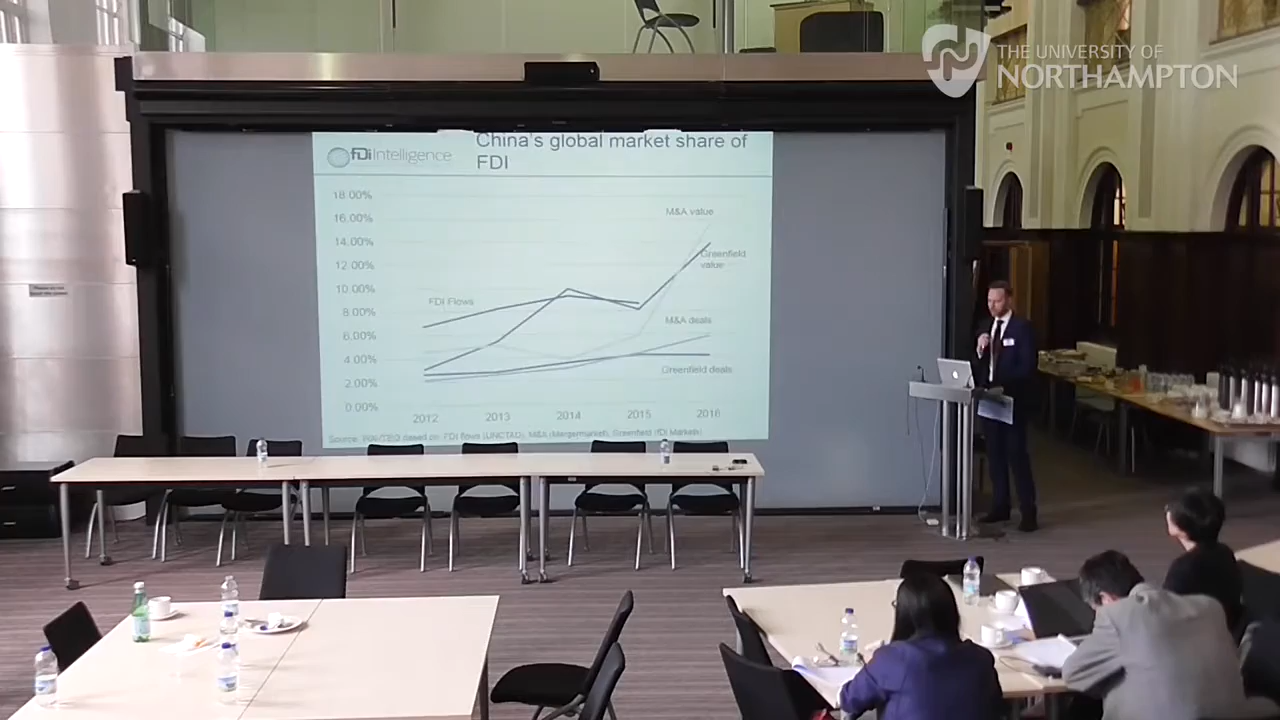 THE UNIVERSITY OF
NORTHAMPTON
fDi Intelligence
China's global market share of
FDI
18.00%
16.00%
14.00%
12.00%
10.00%
8.00%
6.00%
4.00%
2.00%
0.00%
M&A value
Greenfield
value
FDI Flows
M&A deals
Greenfield deals
2012
2013
2014
2015
2016